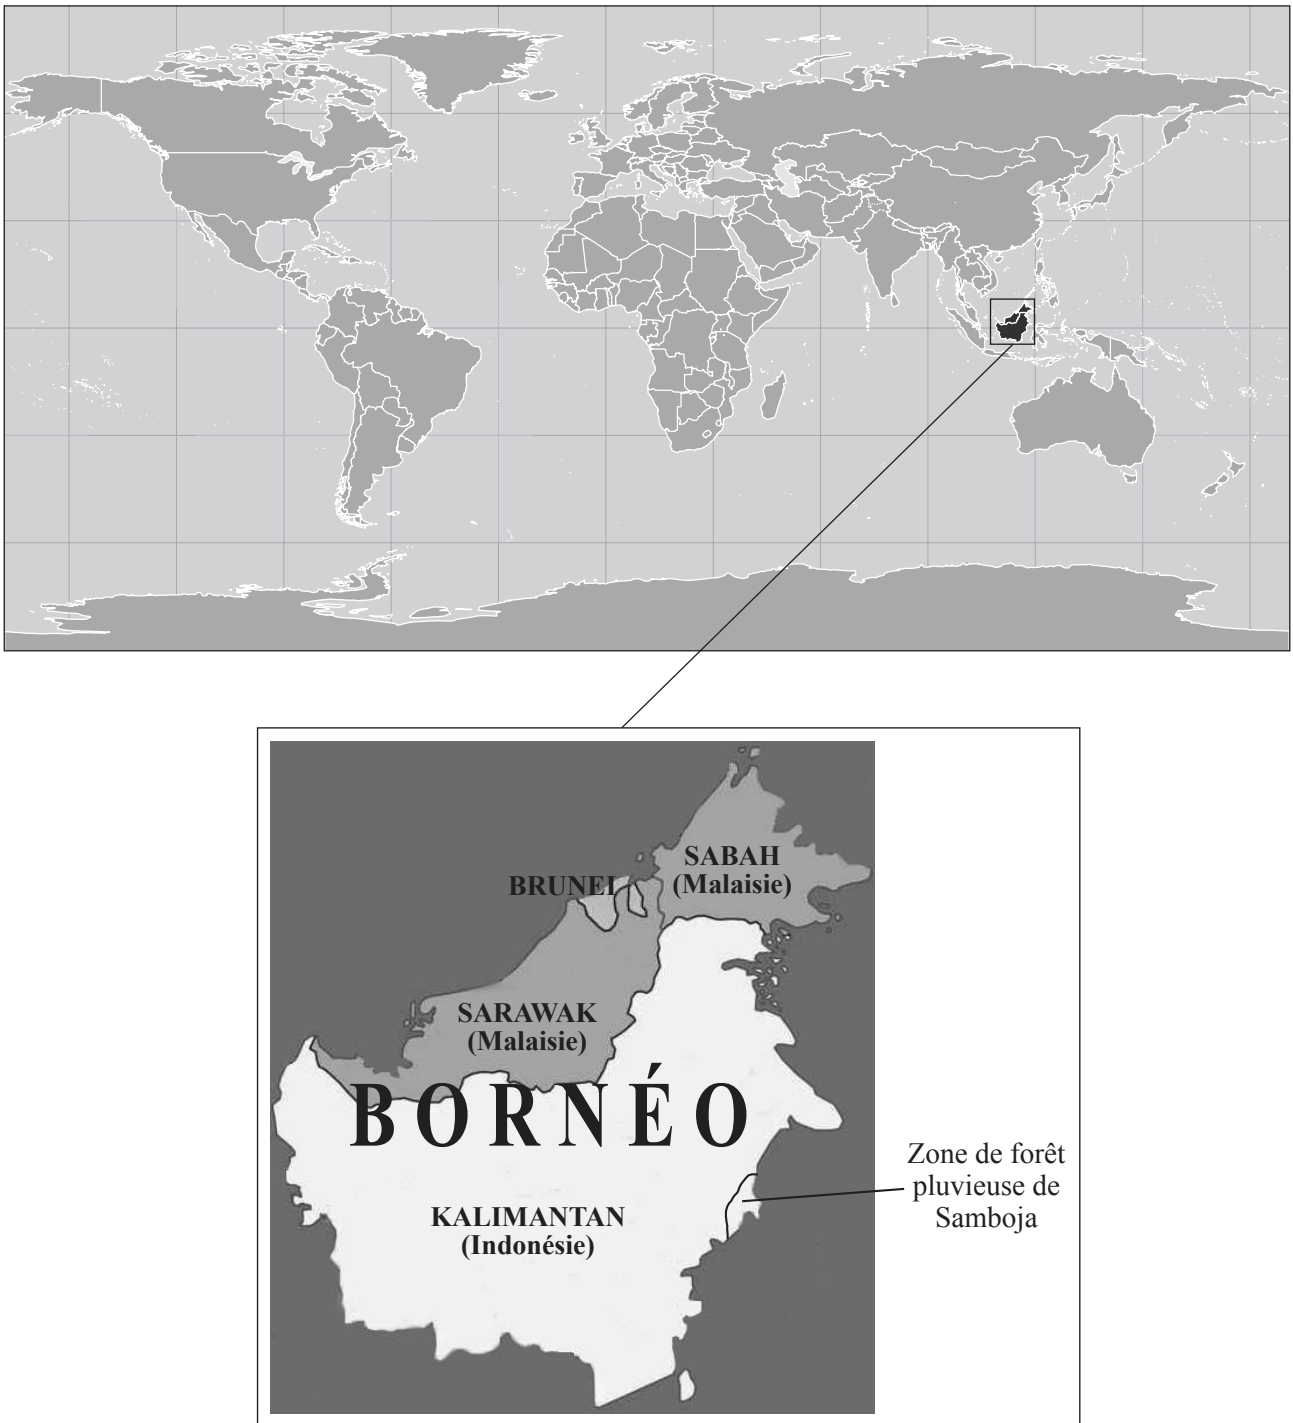 SABAH
(Malaisie)
BRUNEI
SARAWAK
(Malaisie)
BORNÉO
Zone de forêt
pluvieuse de
Samboja
KALIMANTAN
(Indonésie)